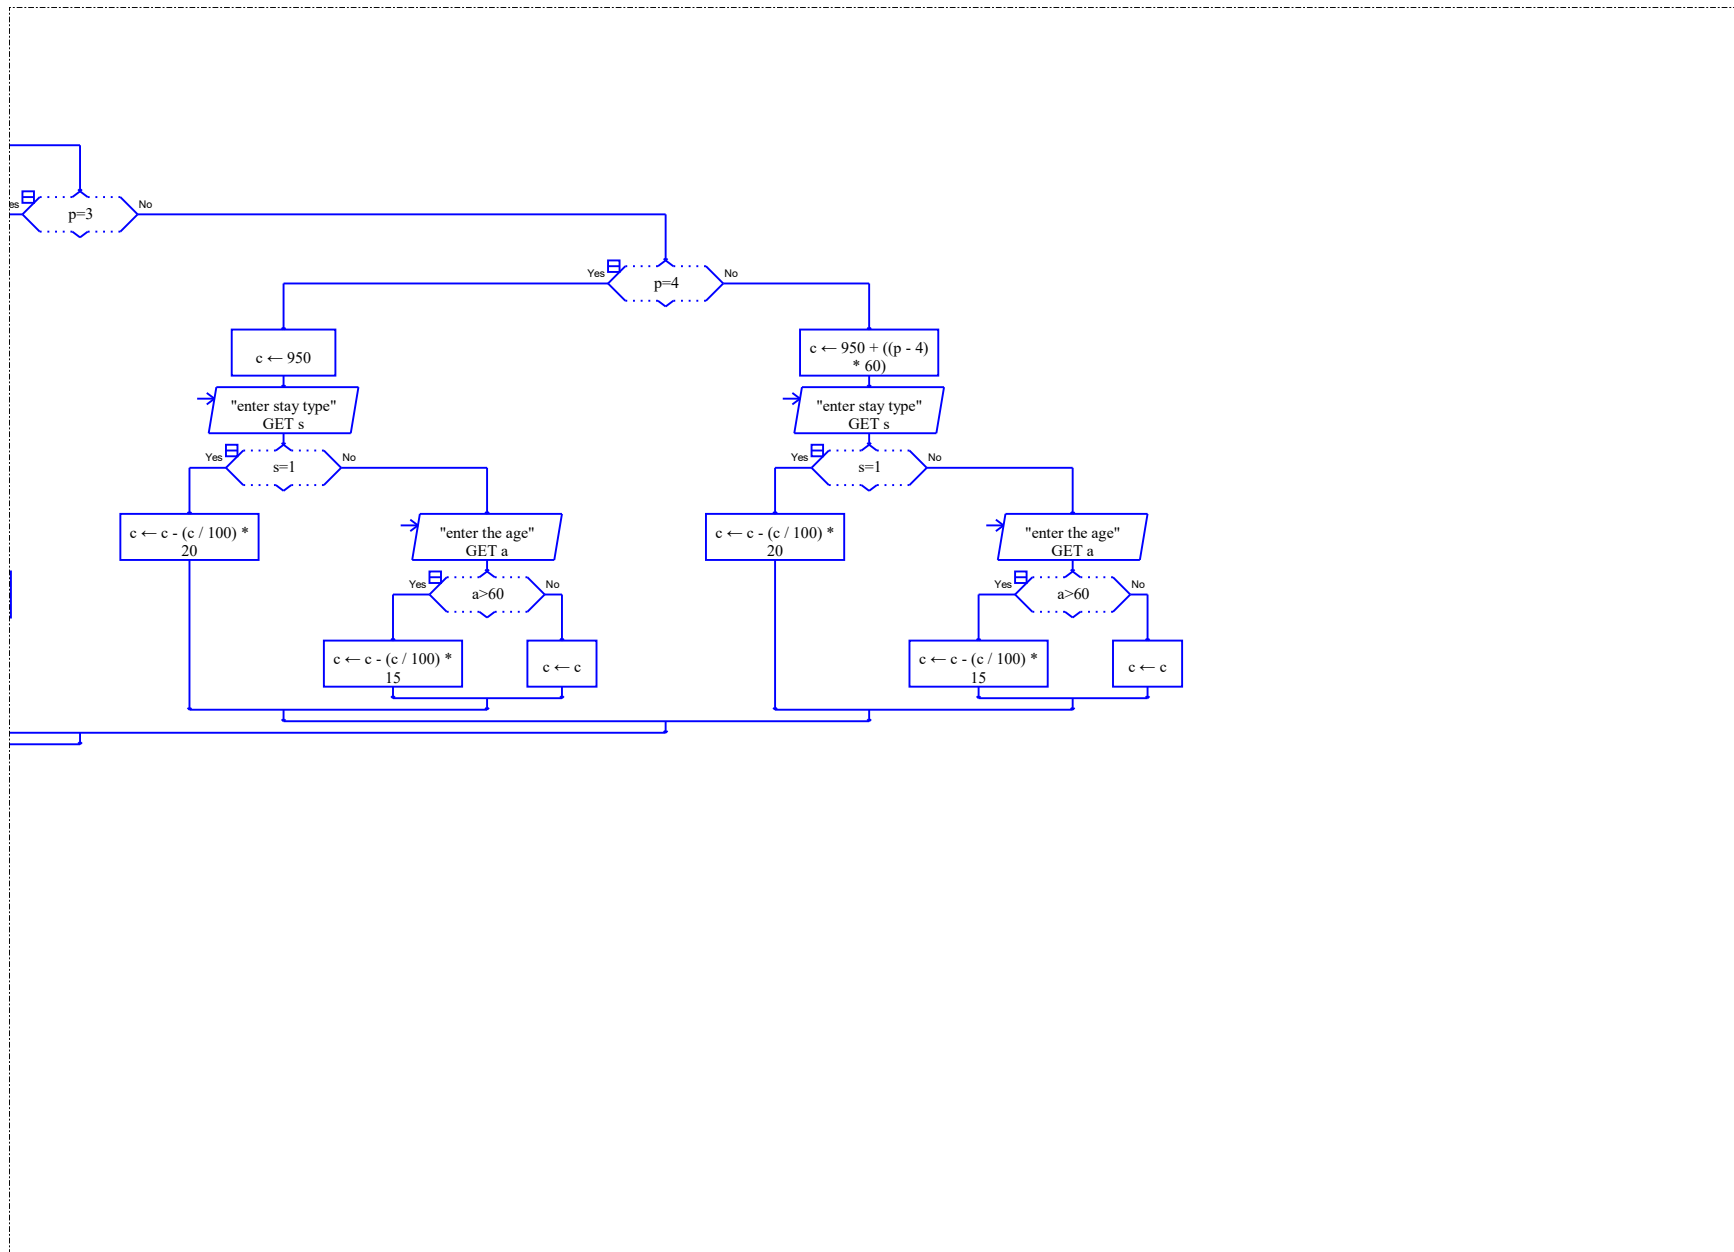 es
p=3
No
Yes
p=4
No
c ← 950
c ← 950 + ((p - 4)
* 60)
"enter stay type"
GET s
"enter stay type"
GET s
Yes
s=1
No
Yes
s=1
No
c ← c - (c / 100) *
20
"enter the age"
GET a
c ← c - (c / 100) *
20
"enter the age"
GET a
Yes
a>60
No
Yes
a>60
No
c ← c - (c / 100) *
15
c ← c
c ← c - (c / 100) *
15
c ← c